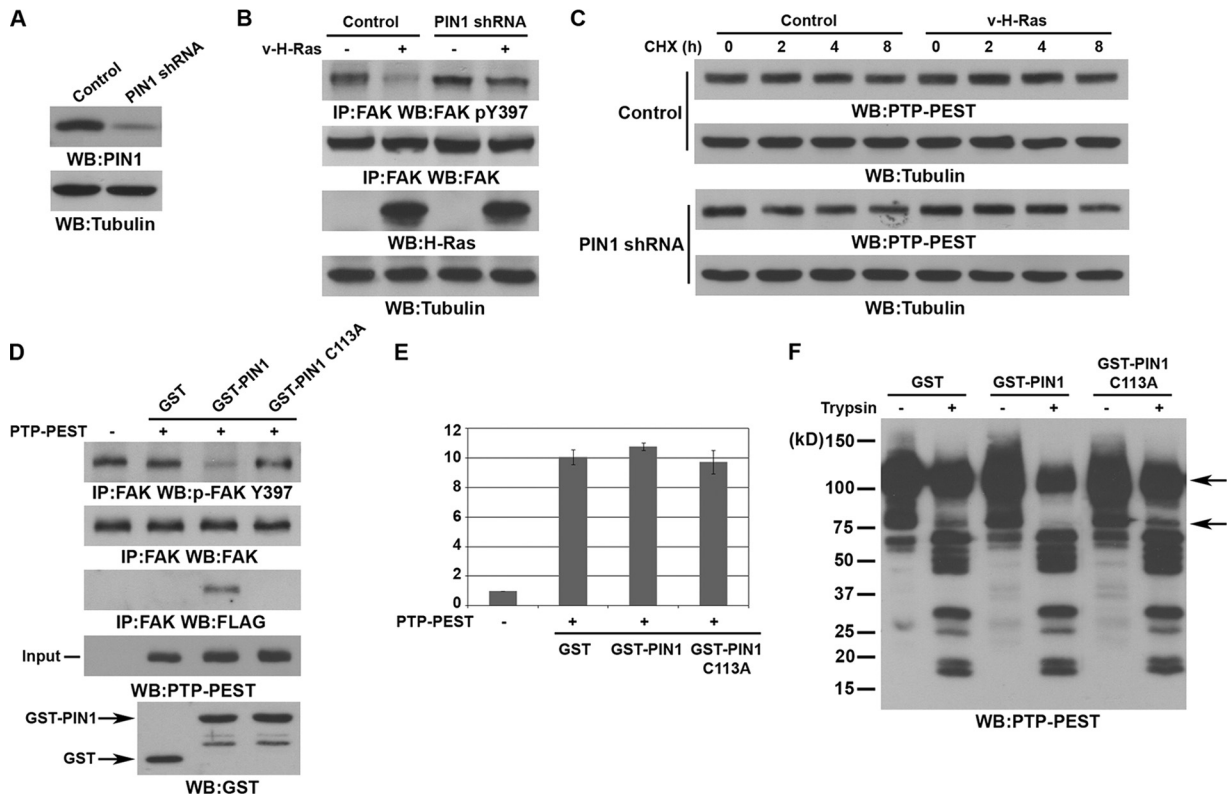 A
Control
PIN1 shRNA
WB:PIN1
WB:Tubulin
B
Control PIN1 shRNA
v-H-Ras - + - +
IP:FAK WB:FAK pY397
IP:FAK WB:FAK
WB:H-Ras
WB:Tubulin
C
Control v-H-Ras
CHX (h) 0 2 4 8 0 2 4 8
Control
WB:PTP-PEST
WB:Tubulin
PIN1 shRNA
WB:PTP-PEST
WB:Tubulin
D
GST
GST-PIN1
GST-PIN1 C113A
PTP-PEST - + + +
IP:FAK WB:p-FAK Y397
IP:FAK WB:FAK
IP:FAK WB:FLAG
Input
WB:PTP-PEST
GST-PIN1
GST
WB:GST
E
12
10
8
6
4
2
0
PTP-PEST - + + +
GST GST-PIN1 GST-PIN1
C113A
F
GST GST-PIN1 GST-PIN1
C113A
Trypsin - + - + - +
(kD) 150
100
75
50
37
25
20
15
WB:PTP-PEST